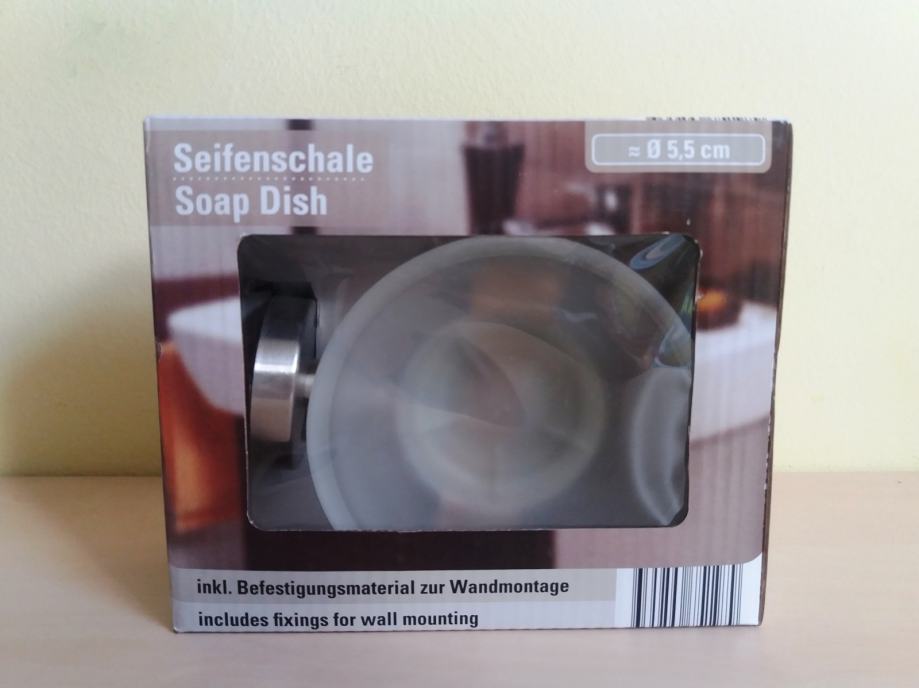 Seifenschale
Soap Dish
≈ Ø 5,5 cm
inkl. Befestigungsmaterial zur Wandmontage
includes fixings for wall mounting